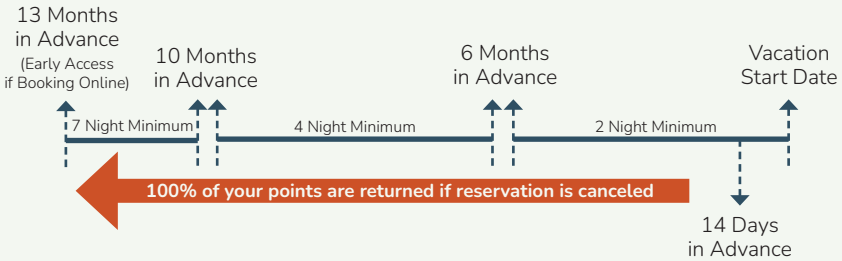 13 Months
in Advance
(Early Access
if Booking Online)
10 Months
in Advance
6 Months
in Advance
Vacation
Start Date
7 Night Minimum
4 Night Minimum
2 Night Minimum
100% of your points are returned if reservation is canceled
14 Days
in Advance